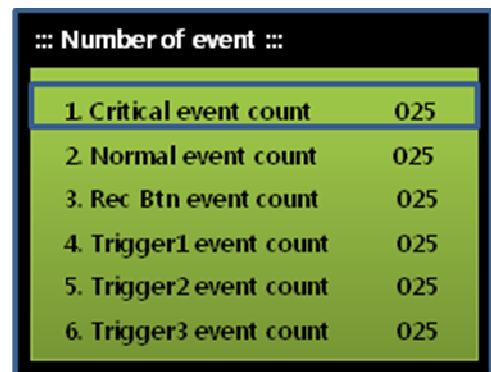 ::: Number of event :::
1. Critical event count 025
2. Normal event count 025
3. Rec Btn event count 025
4. Trigger1 event count 025
5. Trigger2 event count 025
6. Trigger3 event count 025